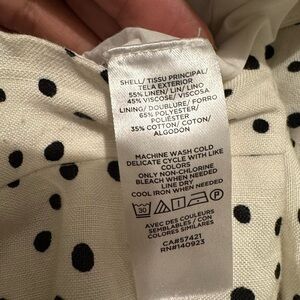 SHELL/ TISSU PRINCIPAL/
TELA EXTERIOR
55% LINEN/ LIN/ LINO
45% VISCOSE/ VISCOSA
LINING/ DOUBLURE/ FORRO
65% POLYESTER/
POLIÉSTER
35% COTTON/ COTON/
ALGODON
MACHINE WASH COLD
DELICATE CYCLE WITH LIKE
COLORS
ONLY NON-CHLORINE
BLEACH WHEN NEEDED
LINE DRY
COOL IRON WHEN NEEDED
30
AVEC DES COULEURS
SEMBLABLES/ CON
COLORES SIMILARES
CA#57421
RN#140923